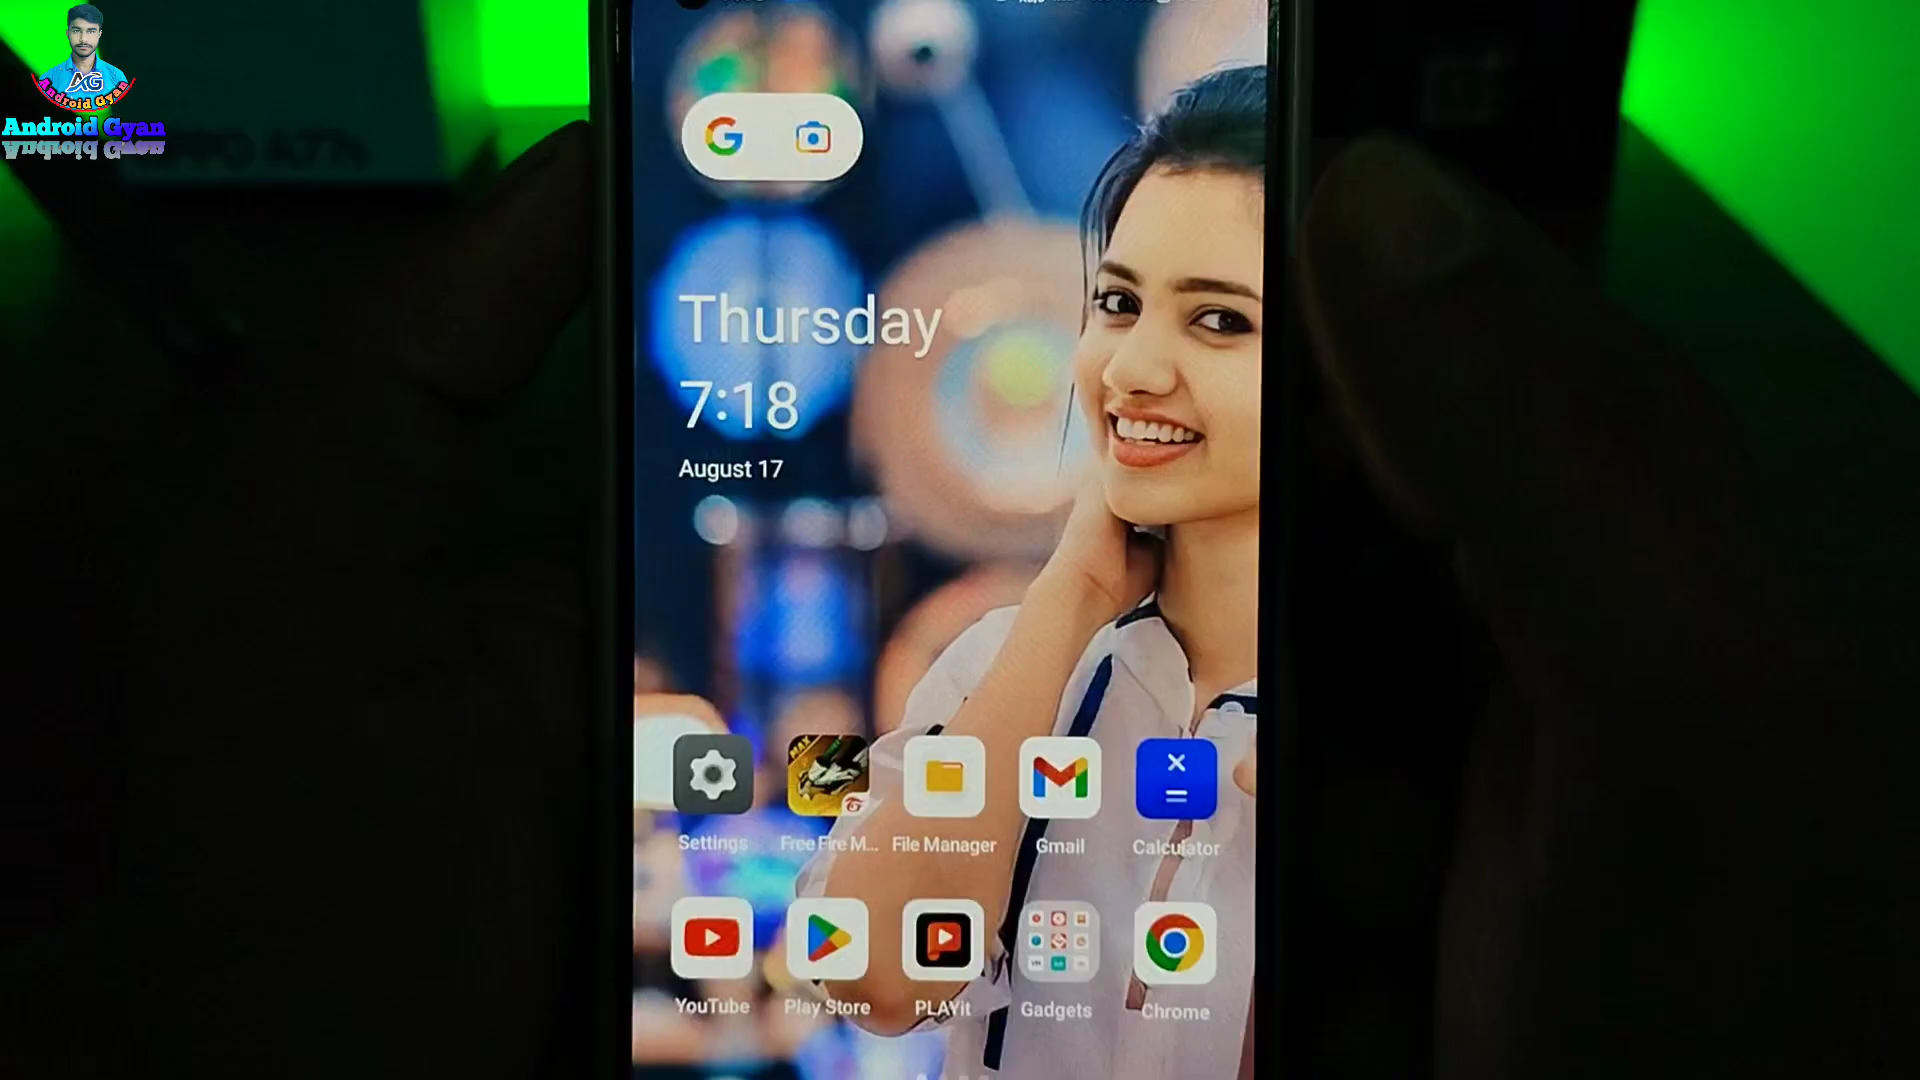 AG
Android Gyan
Android Gyan
Thursday
7:18
August 17
MAX
Settings
Free Fire M...
File Manager
Gmail
Calculator
YouTube
Play Store
PLAYit
Gadgets
Chrome